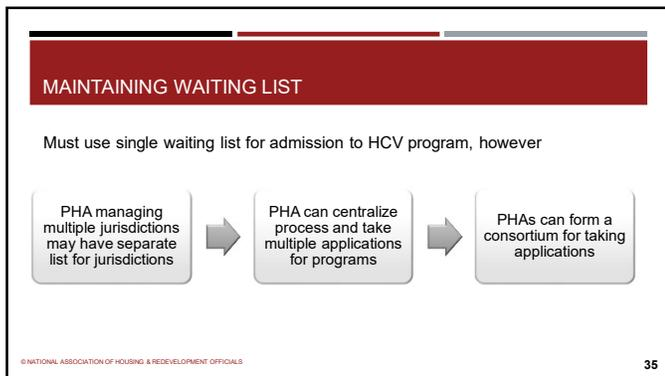 MAINTAINING WAITING LIST
Must use single waiting list for admission to HCV program, however
PHA managing
multiple jurisdictions
may have separate
list for jurisdictions
PHA can centralize
process and take
multiple applications
for programs
PHAs can form a
consortium for taking
applications
© NATIONAL ASSOCIATION OF HOUSING & REDEVELOPMENT OFFICIALS
35